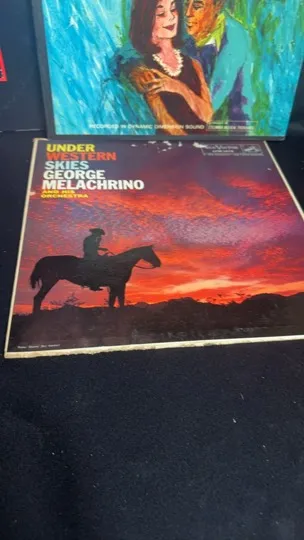 RECORDED IN DYNAMIC DIMENSION SOUND
UNDER
WESTERN
SKIES
GEORGE
MELACHRINO
AND HIS
ORCHESTRA
RCA VICTOR